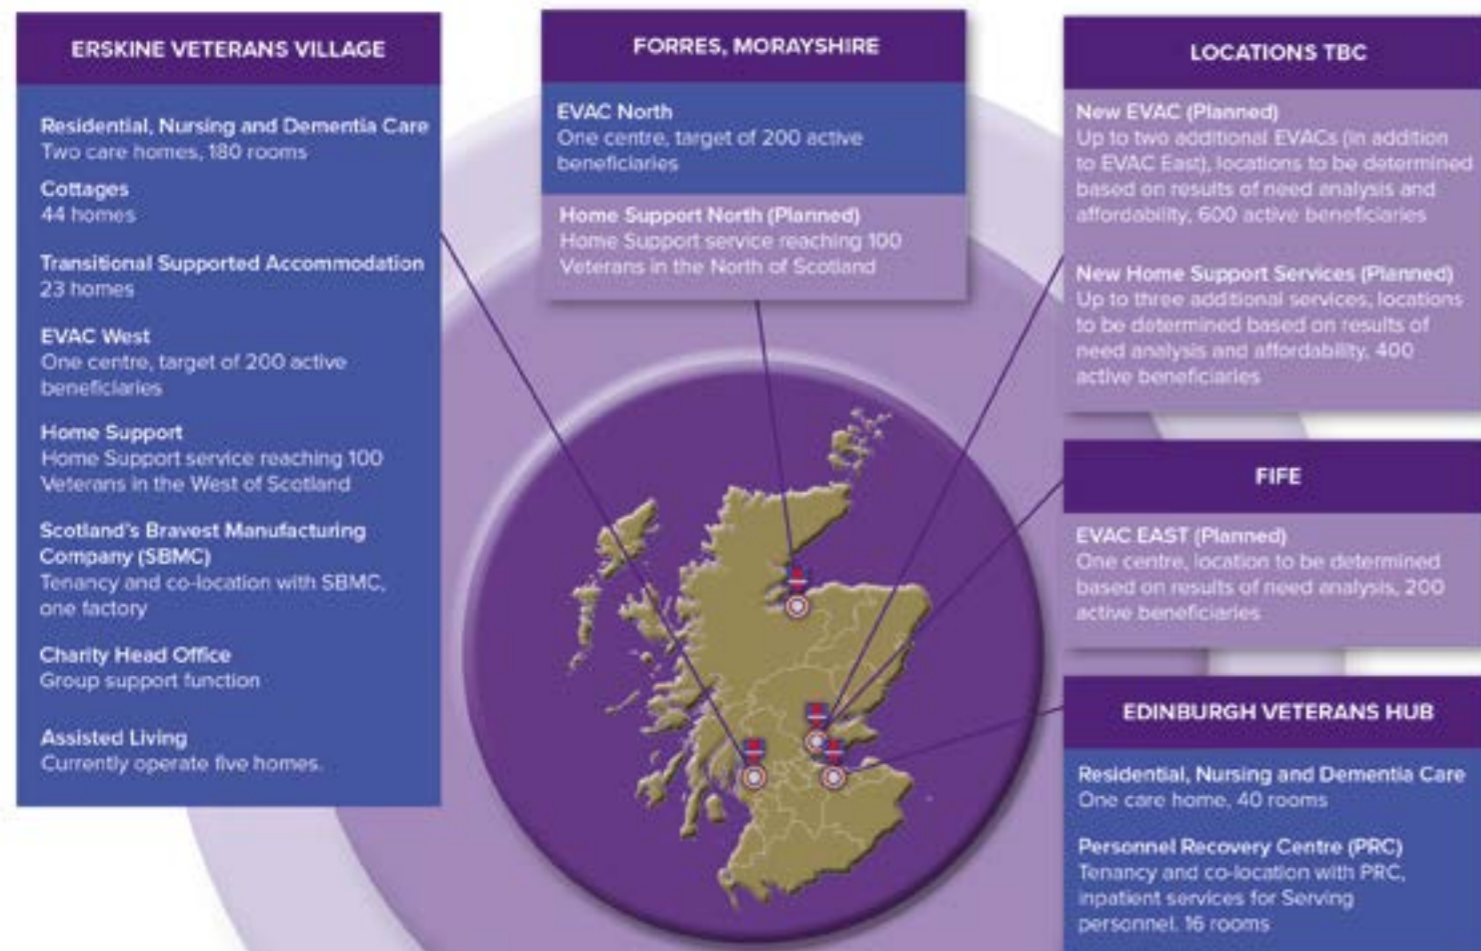 ERSKINE VETERANS VILLAGE
Residential, Nursing and Dementia Care
Two care homes, 180 rooms
Cottages
44 homes
Transitional Supported Accommodation
23 homes
EVAC West
One centre, target of 200 active
beneficiaries
Home Support
Home Support service reaching 100
Veterans in the West of Scotland
Scotland's Bravest Manufacturing
Company (SBMC)
Tenancy and co-location with SBMC,
one factory
Charity Head Office
Group support function
Assisted Living
Currently operate five homes.
FORRES, MORAYSHIRE
EVAC North
One centre, target of 200 active
beneficiaries
Home Support North (Planned)
Home Support service reaching 100
Veterans in the North of Scotland
LOCATIONS TBC
New EVAC (Planned)
Up to two additional EVACs (in addition
to EVAC East), locations to be determined
based on results of need analysis and
affordability, 600 active beneficiaries
New Home Support Services (Planned)
Up to three additional services, locations
to be determined based on results of
need analysis and affordability, 400
active beneficiaries
FIFE
EVAC EAST (Planned)
One centre, location to be determined
based on results of need analysis, 200
active beneficiaries
EDINBURGH VETERANS HUB
Residential, Nursing and Dementia Care
One care home, 40 rooms
Personnel Recovery Centre (PRC)
Tenancy and co-location with PRC,
inpatient services for Serving
personnel. 16 rooms